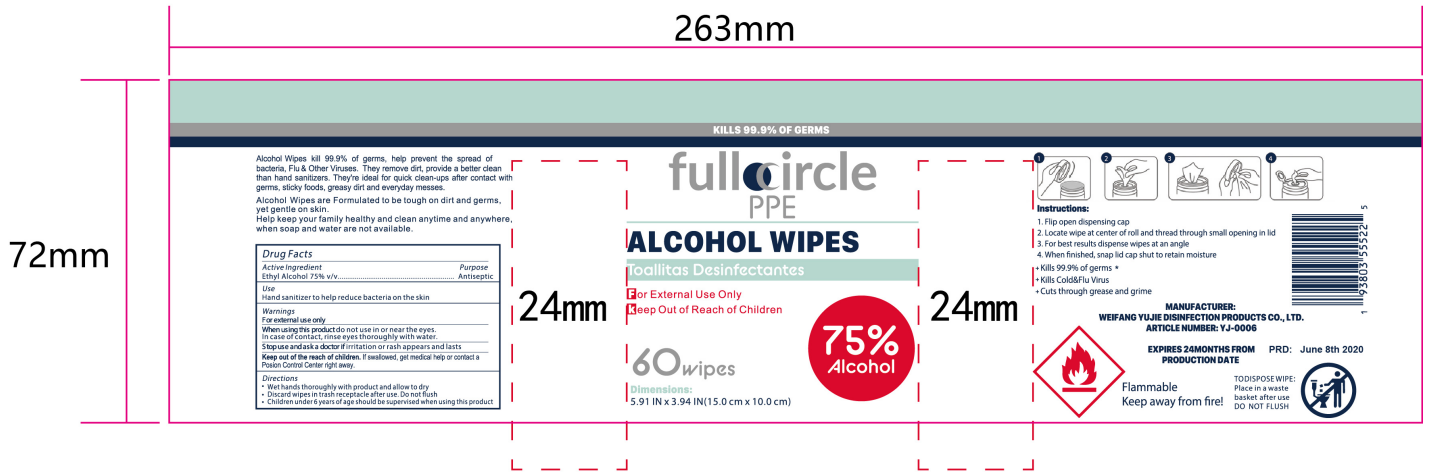 263mm
72mm
KILLS 99.9% OF GERMS
Alcohol Wipes kill 99.9% of germs, help prevent the spread of
bacteria, Flu & Other Viruses. They remove dirt, provide a better clean
than hand sanitizers. They're ideal for quick clean-ups after contact with
germs, sticky foods, greasy dirt and everyday messes.
Alcohol Wipes are Formulated to be tough on dirt and germs,
yet gentle on skin.
Help keep your family healthy and clean anytime and anywhere,
when soap and water are not available.
Drug Facts
Active Ingredient Purpose
Ethyl Alcohol 75% v/v........................................................ Antiseptic
Use
Hand sanitizer to help reduce bacteria on the skin
Warnings
For external use only
When using this product do not use in or near the eyes.
In case of contact, rinse eyes thoroughly with water.
Stop use and ask a doctor if irritation or rash appears and lasts
Keep out of the reach of children. If swallowed, get medical help or contact a
Posion Control Center right away.
Directions
• Wet hands thoroughly with product and allow to dry
• Discard wipes in trash receptacle after use. Do not flush
• Children under 6 years of age should be supervised when using this product
24mm
full circle
PPE
ALCOHOL WIPES
Toallitas Desinfectantes
For External Use Only
keep Out of Reach of Children
75%
Alcohol
60wipes
Dimensions:
5.91 IN x 3.94 IN(15.0 cm x 10.0 cm)
24mm
1
2
3
4
Instructions:
1. Flip open dispensing cap
2. Locate wipe at center of roll and thread through small opening in lid
3. For best results dispense wipes at an angle
4. When finished, snap lid cap shut to retain moisture
+Kills 99.9% of germs *
+Kills Cold&Flu Virus
+Cuts through grease and grime
1 93803 55522 5
MANUFACTURER:
WEIFANG YUJIE DISINFECTION PRODUCTS CO., LTD.
ARTICLE NUMBER: YJ-0006
EXPIRES 24MONTHS FROM
PRODUCTION DATE
PRD: June 8th 2020
Flammable
Keep away from fire!
TO DISPOSE WIPE:
Place in a waste
basket after use
DO NOT FLUSH